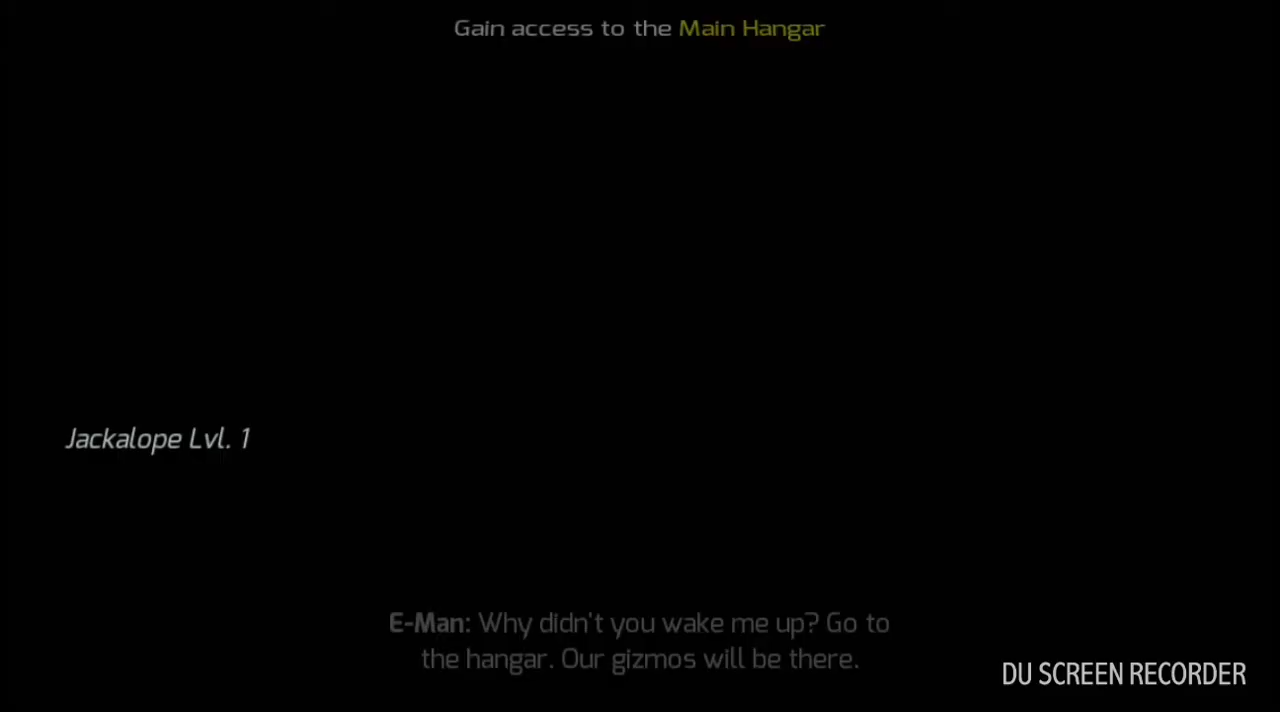 Gain access to the Main Hangar
Jackalope Lvl. 1
E-Man: Why didn't you wake me up? Go to
the hangar. Our gizmos will be there.
DU SCREEN RECORDER